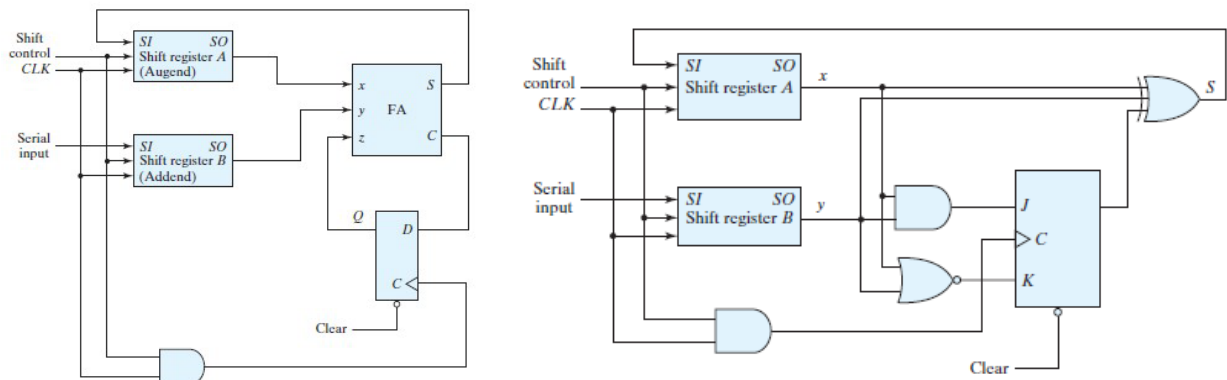 Shift
control
CLK
SI SO
Shift register A
(Augend)
x S
y FA
z C
Serial
input
SI SO
Shift register B
(Addend)
Q
D
C
Clear
Shift
control
CLK
SI SO
Shift register A
x
S
Serial
input
SI SO
Shift register B
y
J
C
K
Clear